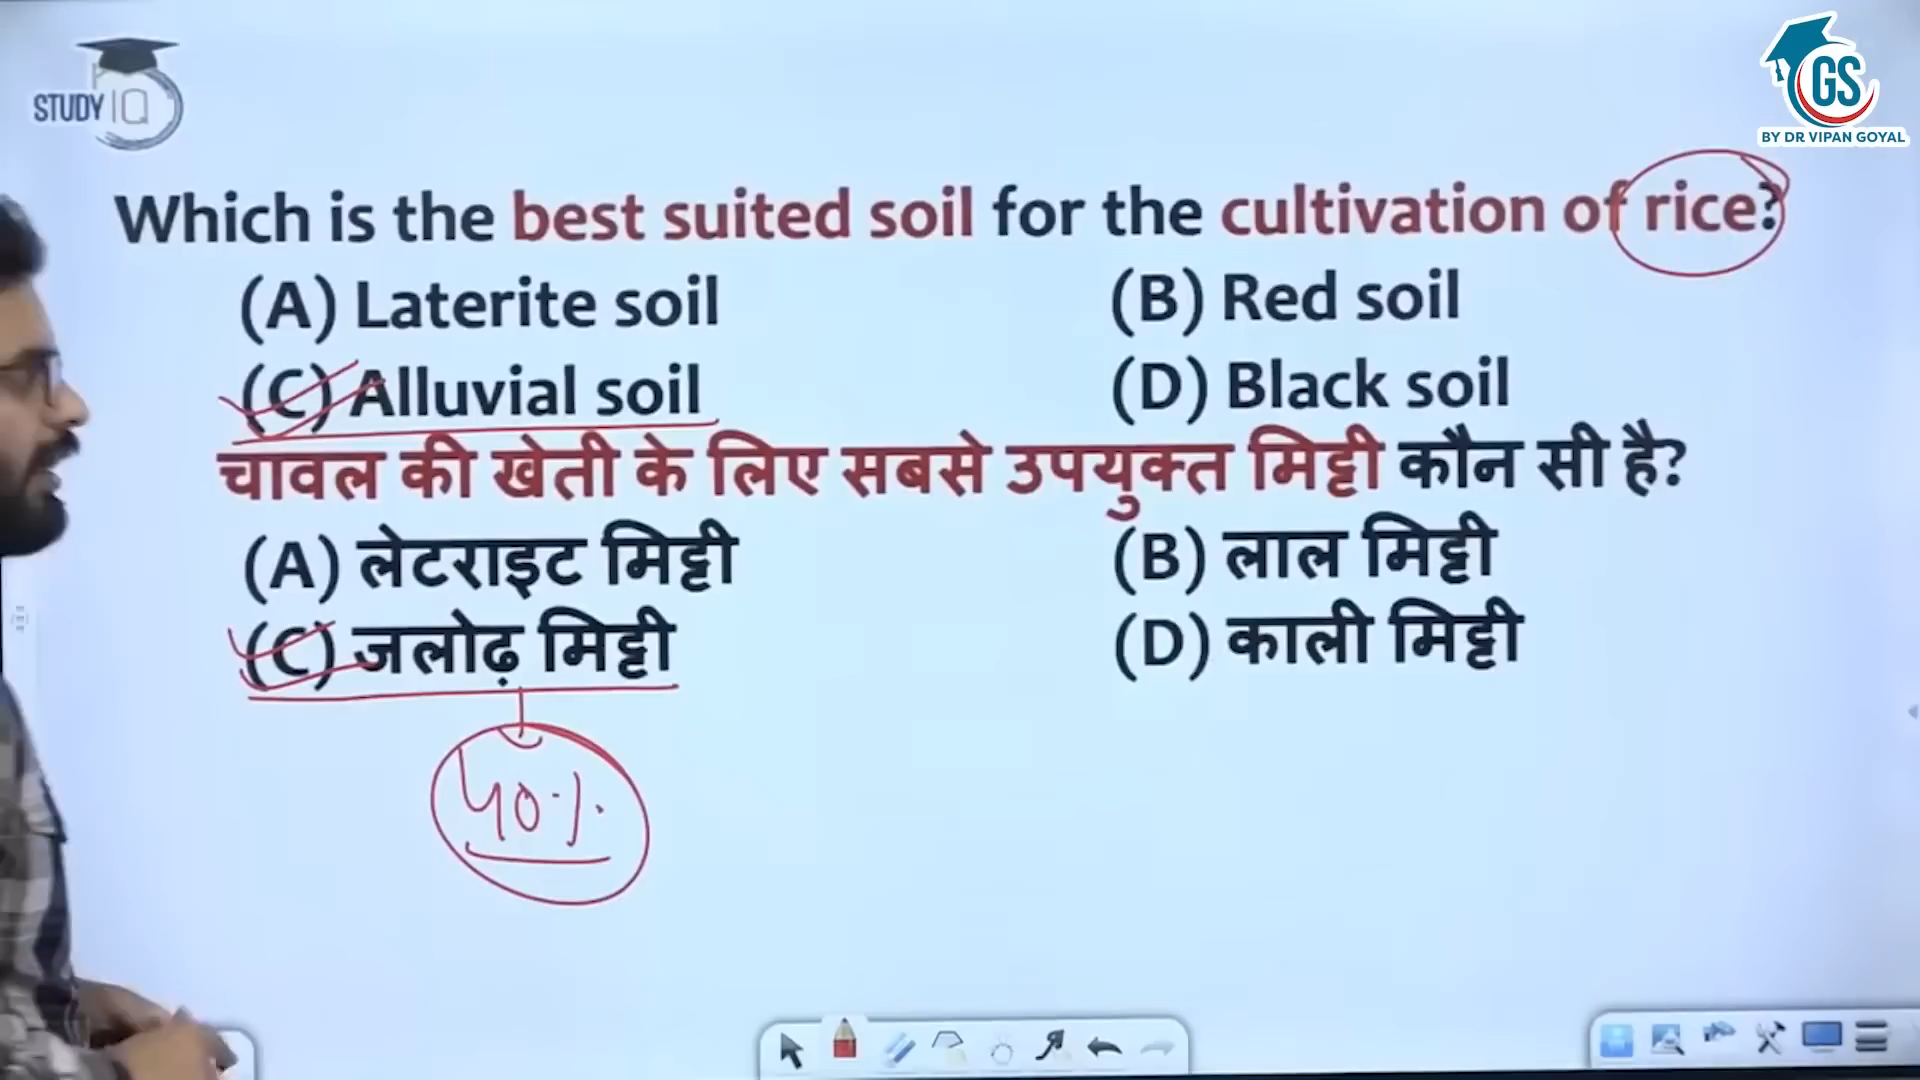 STUDY IQ
GS
BY DR VIPAN GOYAL
Which is the best suited soil for the cultivation of rice?
(A) Laterite soil (B) Red soil
(C) Alluvial soil (D) Black soil
चावल की खेती के लिए सबसे उपयुक्त मिट्टी कौन सी है?
(A) लेटराइट मिट्टी (B) लाल मिट्टी
(C) जलोढ़ मिट्टी (D) काली मिट्टी
40%